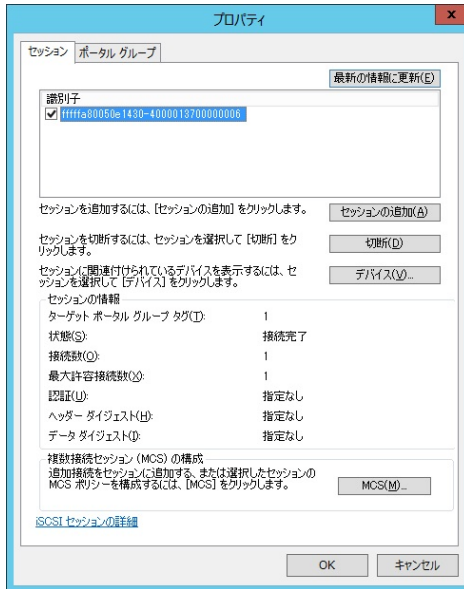 プロパティ
x
セッション ポータル グループ
最新の情報に更新(E)
識別子
fffffa80050e1430-4000013700000006
セッションを追加するには、[セッションの追加] をクリックします。
セッションの追加(A)
セッションを切断するには、セッションを選択して [切断] をク
リックします。
切断(D)
セッションに関連付けられているデバイスを表示するには、セ
ッションを選択して [デバイス] をクリックします。
デバイス(V)...
セッションの情報
ターゲット ポータル グループ タグ(T): 1
状態(S): 接続完了
接続数(O): 1
最大許容接続数(X): 1
認証(U): 指定なし
ヘッダー ダイジェスト(H): 指定なし
データ ダイジェスト(I): 指定なし
複数接続セッション (MCS) の構成
追加接続をセッションに追加する、または選択したセッションの
MCS ポリシーを構成するには、[MCS] をクリックします。
MCS(M)...
iSCSI セッションの詳細
OK キャンセル